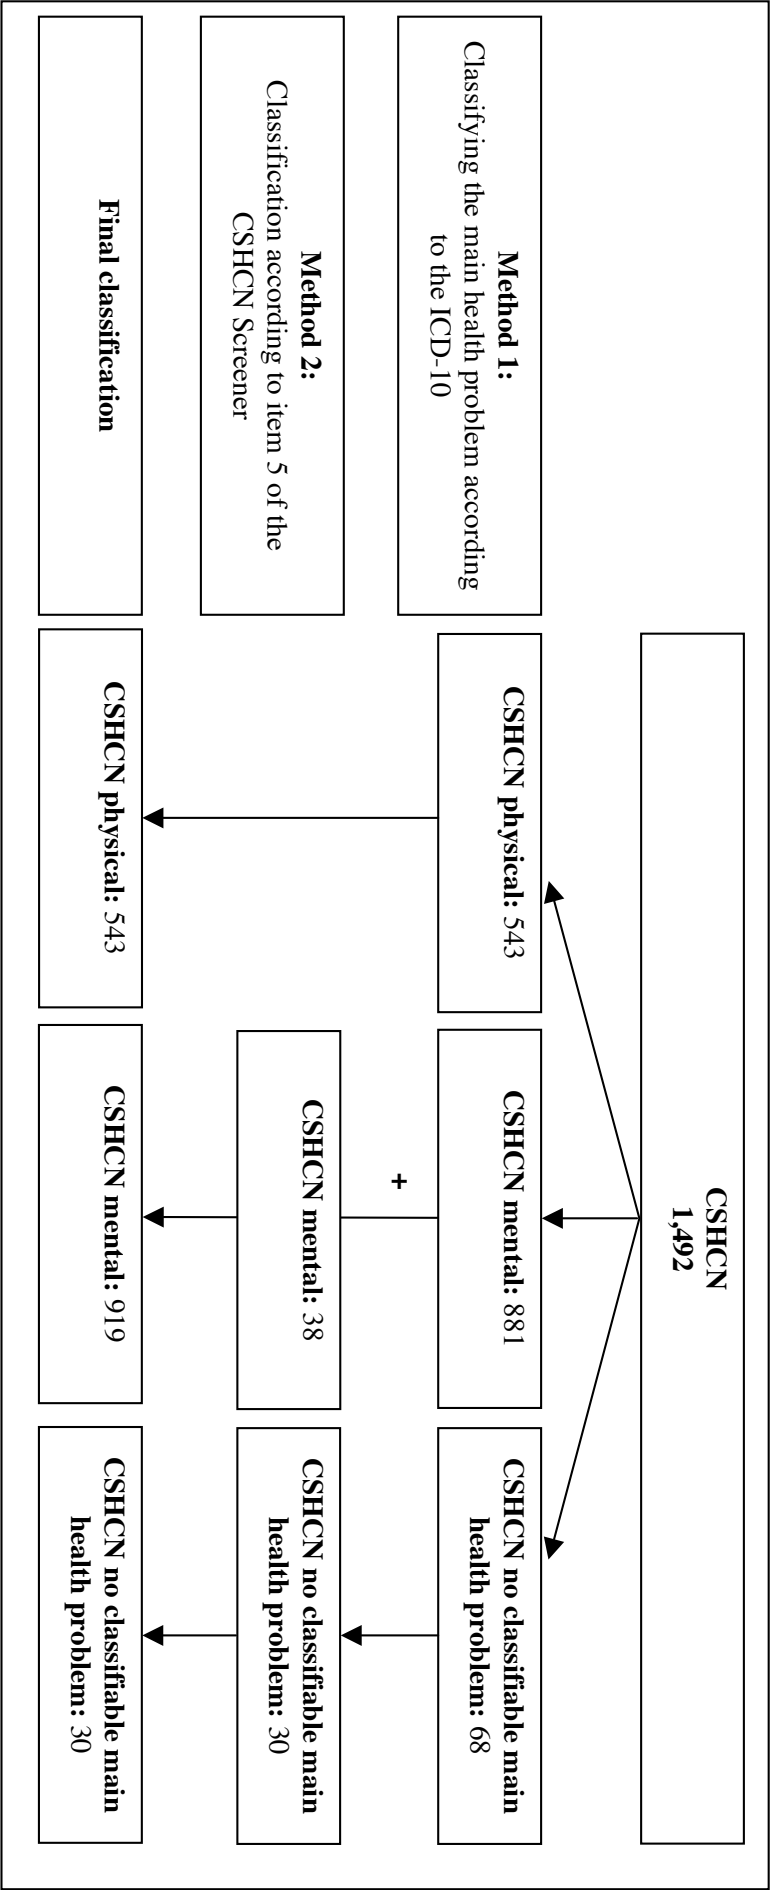 CSHCN
1,492
Method 1:
Classifying the main health problem according
to the ICD-10
CSHCN physical: 543
CSHCN mental: 881
CSHCN no classifiable main
health problem: 68
+
Method 2:
Classification according to item 5 of the
CSHCN Screener
CSHCN mental: 38
CSHCN no classifiable main
health problem: 30
Final classification
CSHCN physical: 543
CSHCN mental: 919
CSHCN no classifiable main
health problem: 30